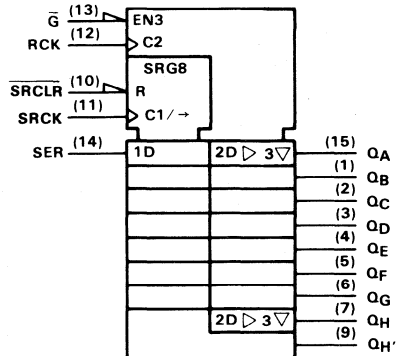 G̅ (13) EN3
RCK (12) C2
SRG8
S̅R̅C̅L̅R̅ (10) R
SRCK (11) C1/→
SER (14) 1D 2D ▷ 3▽ (15) QA
(1) QB
(2) QC
(3) QD
(4) QE
(5) QF
(6) QG
2D ▷ 3▽ (7) QH
(9) QH'